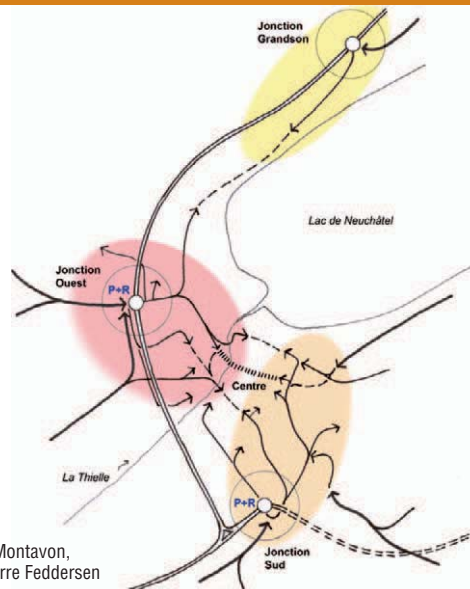 Jonction
Grandson
Lac de Neuchâtel
Jonction
Ouest
P+R
Centre
La Thielle
P+R
Jonction
Sud
Montavon,
rre Feddersen